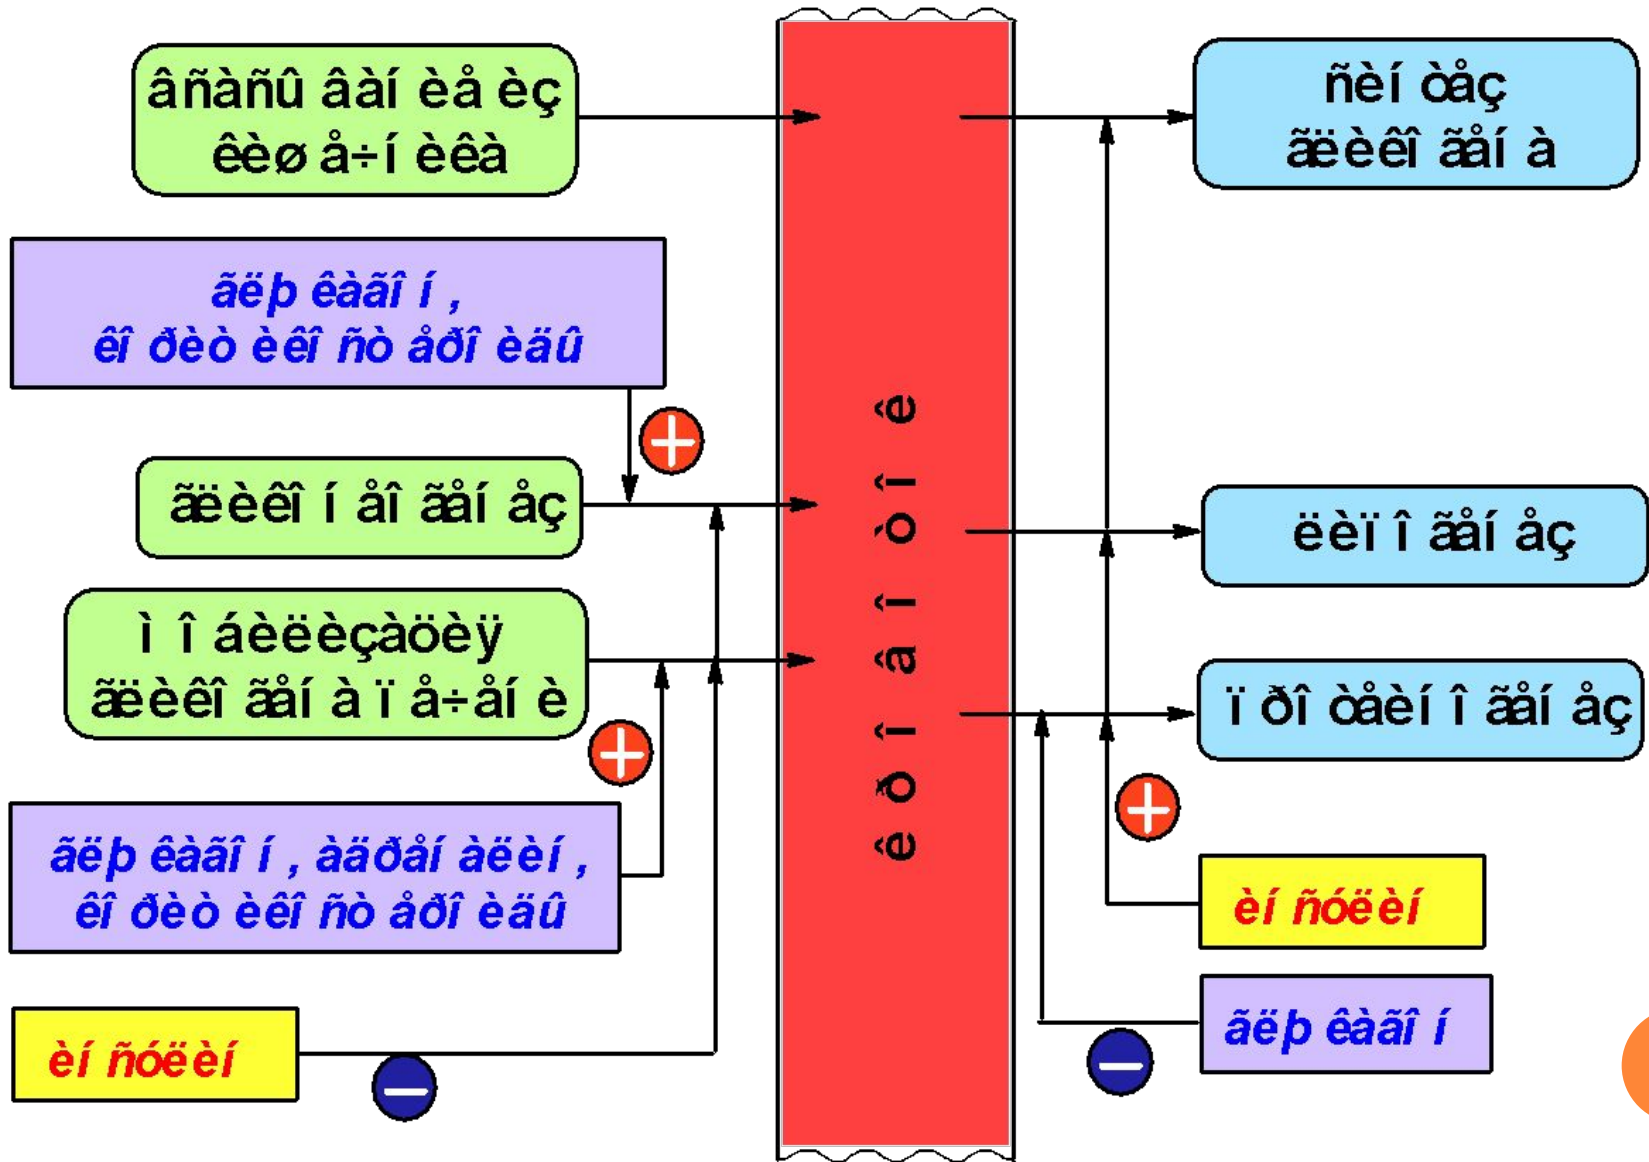 âñàñû âàí èå èç
êèø å÷í èêà
ãëþ êàãî í ,
êî ðèò èêî ñò åðî èäû
ãëèêî í åî ãåí åç
ì î áèëèçàöèÿ
ãëèêî ãåí à ï å÷åí è
ãëþ êàãî í , àäðåí àëèí ,
êî ðèò èêî ñò åðî èäû
èí ñóëèí
ê ð î â î ò î ê
ñèí òåç
ãëèêî ãåí à
ëèï î ãåí åç
ï ðî òåèí î ãåí åç
èí ñóëèí
ãëþ êàãî í